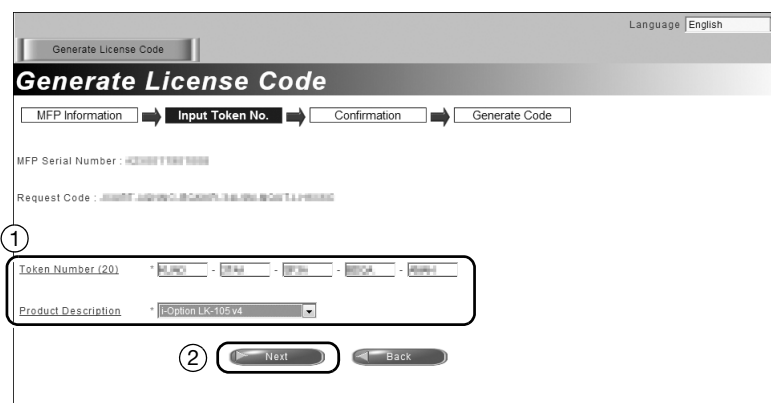 Language English
Generate License Code
Generate License Code
MFP Information Input Token No. Confirmation Generate Code
MFP Serial Number :
Request Code :
1
Token Number (20) * - - - -
Product Description * i-Option LK-105 v4
2 Next Back